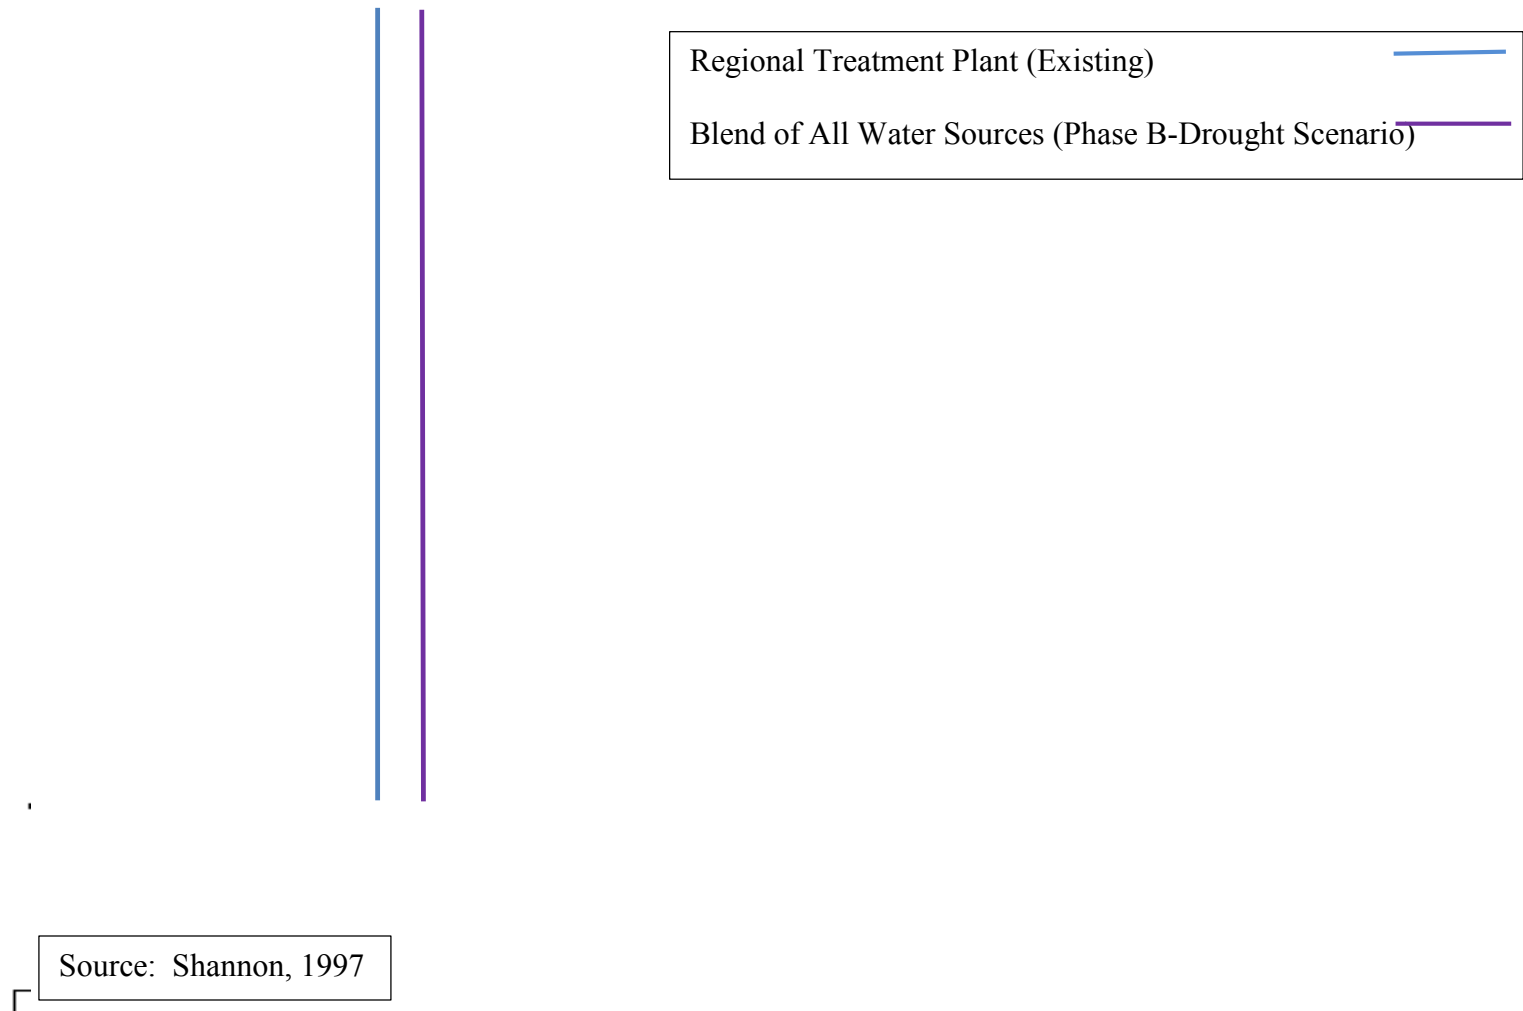 Regional Treatment Plant (Existing)
Blend of All Water Sources (Phase B-Drought Scenario)
Source:  Shannon, 1997